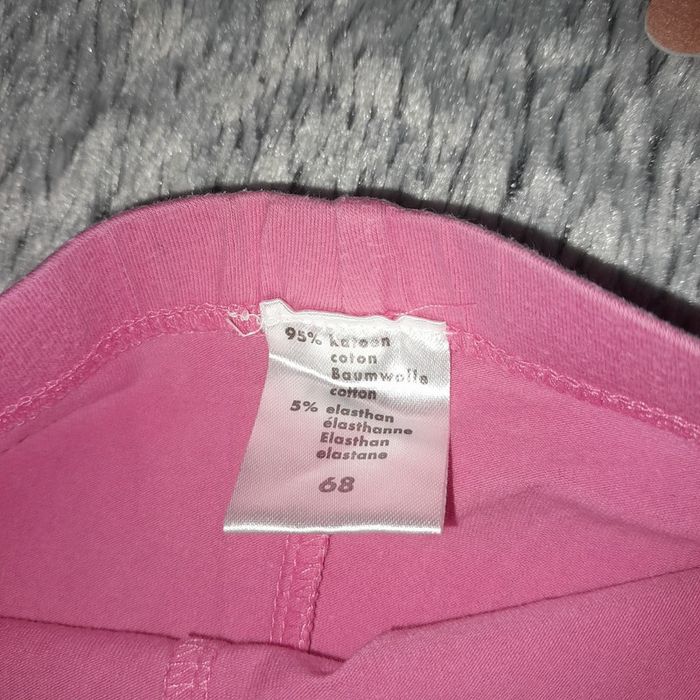 95% katoen
coton
Baumwolle
cotton
5% elasthan
élasthanne
Elasthan
elastane
68